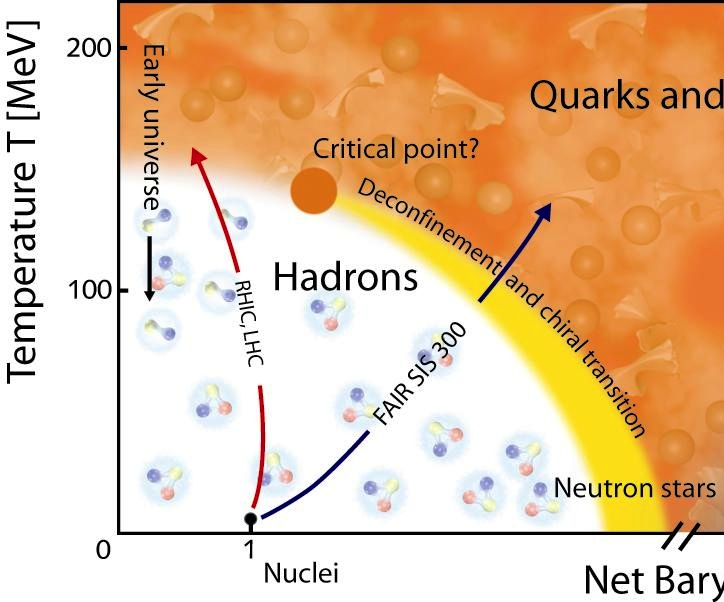 200
Temperature T [MeV]
Early universe
Quarks and
Critical point?
Deconfinement and chiral transition
Hadrons
100
RHIC, LHC
FAIR SIS 300
Neutron stars
0
1
Nuclei
Net Bary